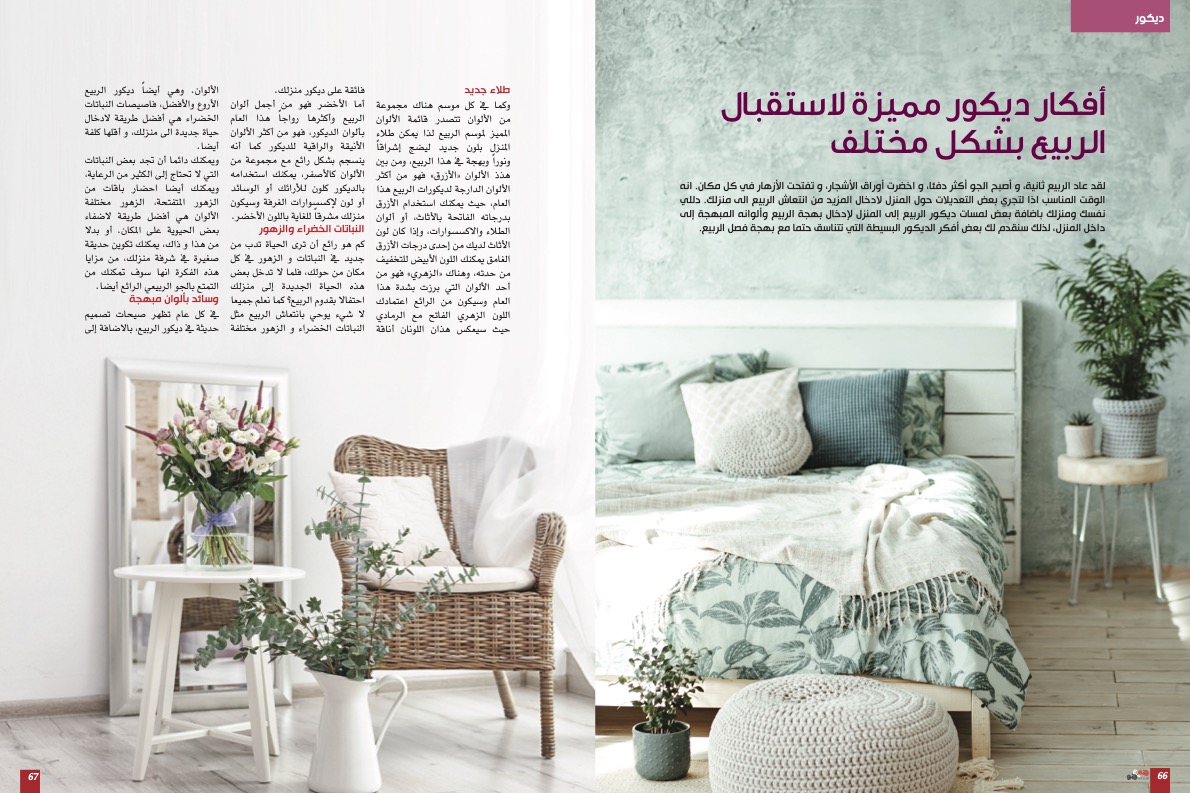 ديكور
أفكار ديكور مميزة لاستقبال
الربيع بشكل مختلف
لقد عاد الربيع ثانية، و أصبح الجو أكثر دفئا، و اخضرت أوراق الأشجار، و تفتحت الأزهار في كل مكان. انه
الوقت المناسب اذًا لتجري بعض التعديلات حول المنزل لادخال المزيد من انتعاش الربيع الى منزلك. دللي
نفسك ومنزلك باضافة بعض لمسات ديكور الربيع إلى المنزل لإدخال بهجة الربيع وألوانه المبهجة إلى
داخل المنزل، لذلك سنقدم لك بعض أفكر الديكور البسيطة التي تتناسق حتما مع بهجة فصل الربيع.
66
طلاء جديد
وكما في كل موسم هناك مجموعة
من الألوان تتصدر قائمة الألوان
المميز لموسم الربيع لذا يمكن طلاء
المنزل بلون جديد ليضج إشراقاً
ونوراً وبهجة في هذا الربيع، ومن بين
هذذ الألوان «الأزرق» فهو من أكثر
الألوان الدارجة لديكورات الربيع هذا
العام، حيث يمكنك استخدام الأزرق
بدرجاته الفاتحة بالأثاث، أو ألوان
الطلاء والاكسسوارات، وإذا كان لون
الأثاث لديك من إحدى درجات الأزرق
الغامق يمكنك اللون الأبيض للتخفيف
من حدته، وهناك «الزهري» فهو من
أحد الألوان التي برزت بشدة هذا
العام وسيكون من الرائع اعتمادك
اللون الزهري الفاتح مع الرمادي
حيث سيعكس هذان اللونان أناقة
فائقة على ديكور منزلك.
أما الأخضر فهو من أجمل ألوان
الربيع وأكثرها رواجاً هذا العام
بألوان الديكور، فهو من أكثر الألوان
الأنيقة والراقية للديكور كما أنه
ينسجم بشكل رائع مع مجموعة من
الألوان كالأصفر، يمكنك استخدامه
بالديكور كلون للأرائك أو الوسائد
أو لون لإكسسوارات الغرفة وسيكون
منزلك مشرقاً للغاية باللون الأخضر.
النباتات الخضراء والزهور
كم هو رائع أن ترى الحياة تدب من
جديد في النباتات و الزهور في كل
مكان من حولك، فلما لا تدخل بعض
هذه الحياة الجديدة إلى منزلك
احتفالا بقدوم الربيع؟ كما نعلم جميعا
لا شيء يوحي بانتعاش الربيع مثل
النباتات الخضراء و الزهور مختلفة
الألوان. وهي أيضاً ديكور الربيع
الأروع والأفضل، فاصيصات النباتات
الخضراء هي أفضل طريقة لادخال
حياة جديدة الى منزلك، و أقلها كلفة
أيضا.
ويمكنك دائما أن تجد بعض النباتات
التي لا تحتاج إلى الكثير من الرعاية،
ويمكنك أيضا احضار باقات من
الزهور المتفتحة، الزهور مختلفة
الألوان هي أفضل طريقة لاضفاء
بعض الحيوية على المكان. أو بدلا
من هذا و ذاك، يمكنك تكوين حديقة
صغيرة في شرفة منزلك، من مزايا
هذه الفكرة انها سوف تمكنك من
التمتع بالجو الربيعي الرائع أيضا.
وسائد بألوان مبهجة
في كل عام تظهر صيحات تصميم
حديثة في ديكور الربيع، بالاضافة إلى
67